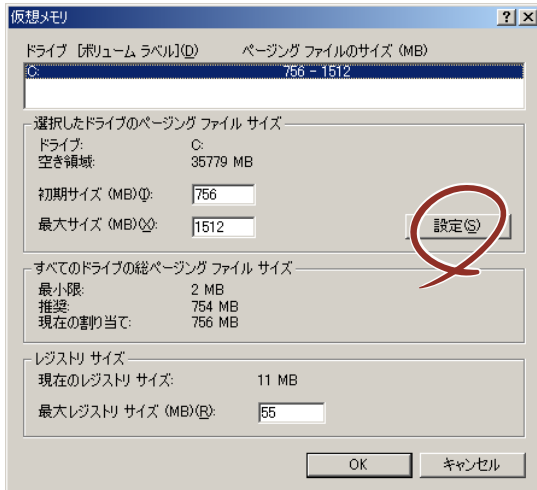 仮想メモリ
ドライブ [ボリューム ラベル](D) ページング ファイルのサイズ (MB)
C: 756 - 1512
選択したドライブのページング ファイル サイズ
ドライブ: C:
空き領域: 35779 MB
初期サイズ (MB)(I): 756
最大サイズ (MB)(X): 1512
設定(S)
すべてのドライブの総ページング ファイル サイズ
最小限: 2 MB
推奨: 754 MB
現在の割り当て: 756 MB
レジストリ サイズ
現在のレジストリ サイズ: 11 MB
最大レジストリ サイズ (MB)(R): 55
OK キャンセル